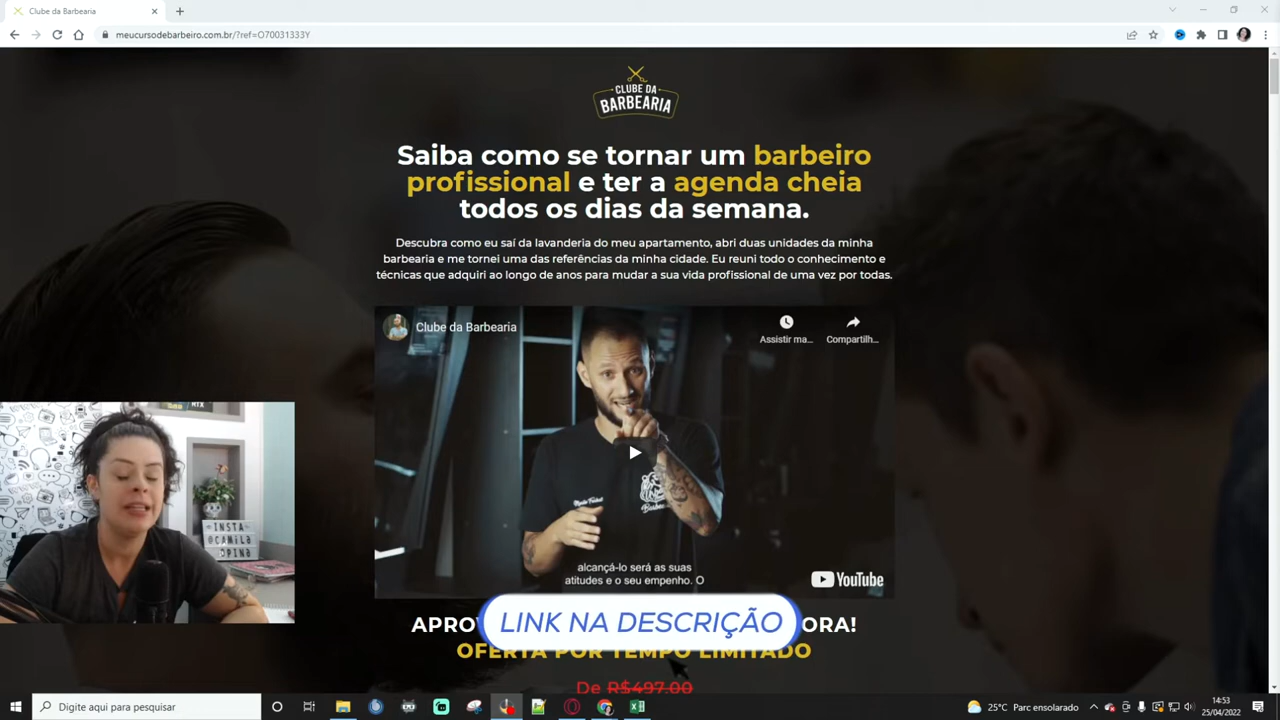 Clube da Barbearia
meucursodebarbeiro.com.br/?ref=O70031333Y
CLUBE DA
BARBEARIA
Saiba como se tornar um barbeiro
profissional e ter a agenda cheia
todos os dias da semana.
Descubra como eu saí da lavanderia do meu apartamento, abri duas unidades da minha
barbearia e me tornei uma das referências da minha cidade. Eu reuni todo o conhecimento e
técnicas que adquiri ao longo de anos para mudar a sua vida profissional de uma vez por todas.
Clube da Barbearia
Assistir ma...
Compartilh...
alcançá-lo será as suas
atitudes e o seu empenho. O
YouTube
INSTA
@CAMILA
OPINA
LINK NA DESCRIÇÃO
ORA!
OFERTA POR TEMPO LIMITADO
De R$497,00
Digite aqui para pesquisar
25°C Parc ensolarado
14:53
25/04/2022